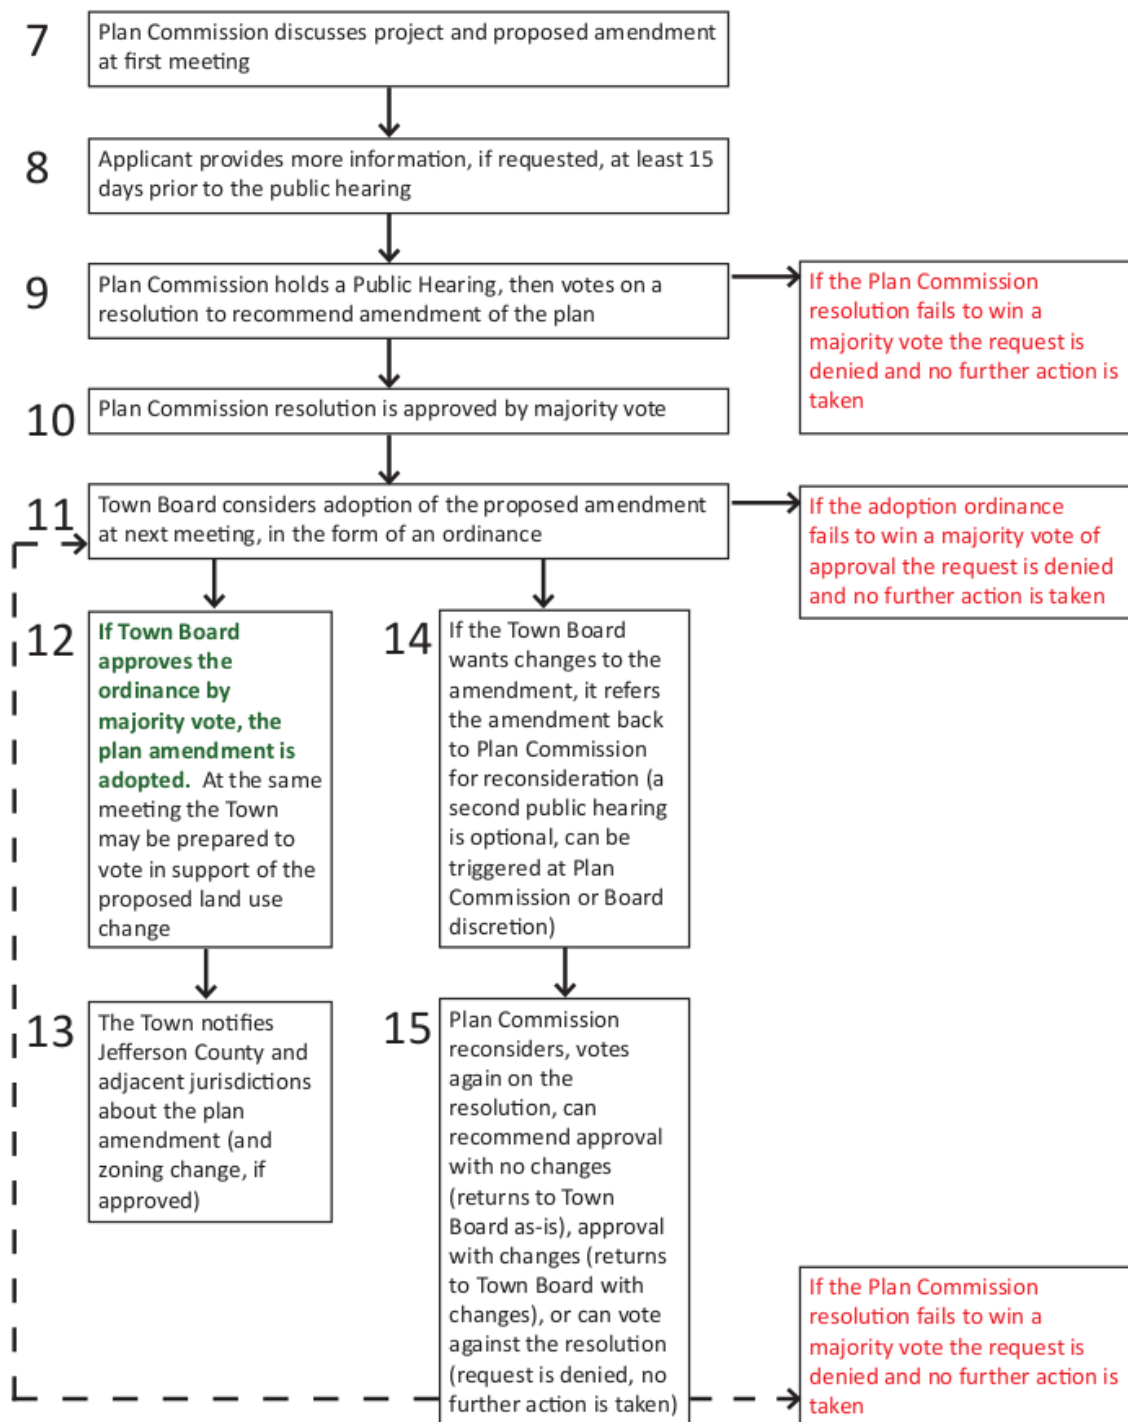 7
Plan Commission discusses project and proposed amendment
at first meeting
8
Applicant provides more information, if requested, at least 15
days prior to the public hearing
9
Plan Commission holds a Public Hearing, then votes on a
resolution to recommend amendment of the plan
If the Plan Commission
resolution fails to win a
majority vote the request is
denied and no further action is
taken
10
Plan Commission resolution is approved by majority vote
11
Town Board considers adoption of the proposed amendment
at next meeting, in the form of an ordinance
If the adoption ordinance
fails to win a majority vote of
approval the request is denied
and no further action is taken
12
If Town Board
approves the
ordinance by
majority vote, the
plan amendment is
adopted. At the same
meeting the Town
may be prepared to
vote in support of the
proposed land use
change
14
If the Town Board
wants changes to the
amendment, it refers
the amendment back
to Plan Commission
for reconsideration (a
second public hearing
is optional, can be
triggered at Plan
Commission or Board
discretion)
13
The Town notifies
Jefferson County and
adjacent jurisdictions
about the plan
amendment (and
zoning change, if
approved)
15
Plan Commission
reconsiders, votes
again on the
resolution, can
recommend approval
with no changes
(returns to Town
Board as-is), approval
with changes (returns
to Town Board with
changes), or can vote
against the resolution
(request is denied, no
further action is taken)
If the Plan Commission
resolution fails to win a
majority vote the request is
denied and no further action is
taken